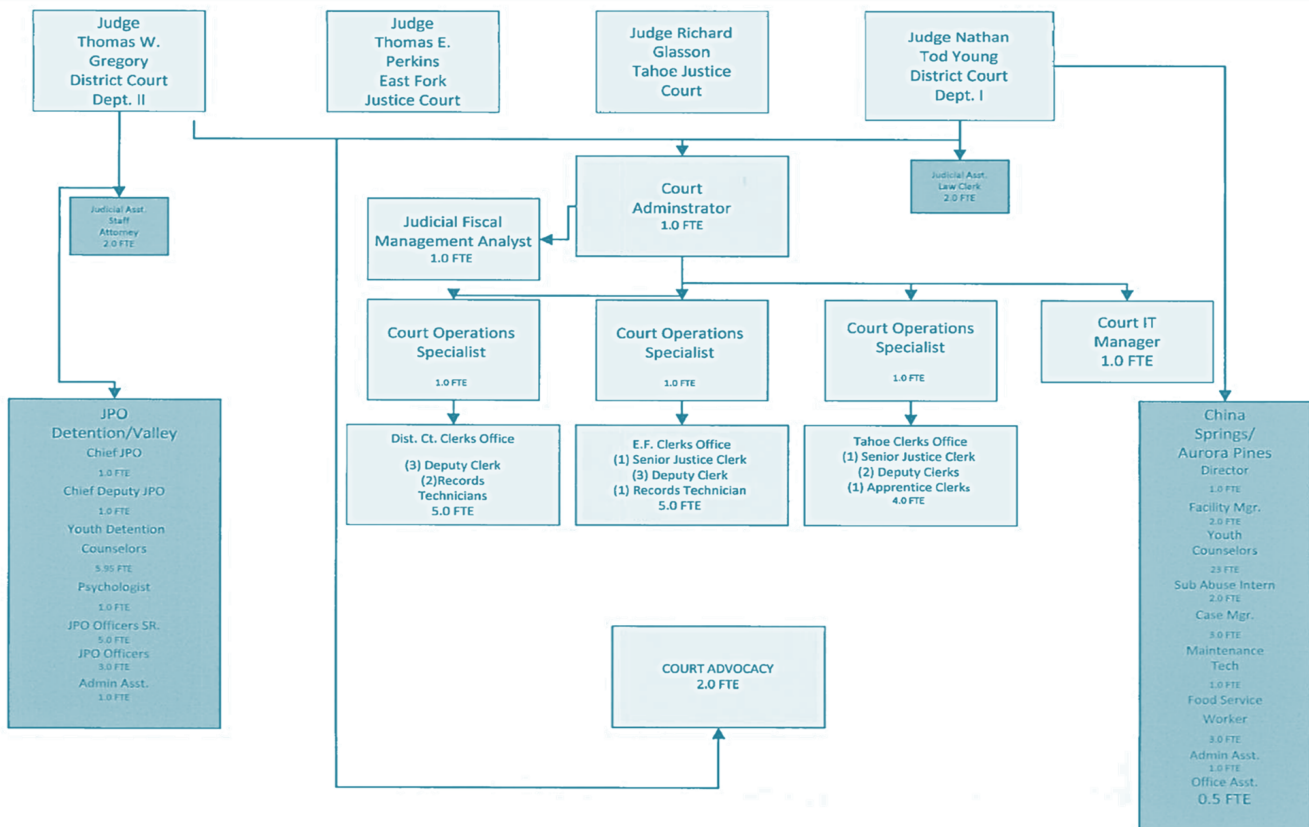 Judge
Thomas W.
Gregory
District Court
Dept. II
Judge
Thomas E.
Perkins
East Fork
Justice Court
Judge Richard
Glasson
Tahoe Justice
Court
Judge Nathan
Tod Young
District Court
Dept. I
Judicial Asst.
Staff
Attorney
2.0 FTE
Judicial Fiscal
Management Analyst
1.0 FTE
Court
Adminstrator
1.0 FTE
Judicial Asst.
Law Clerk
2.0 FTE
Court Operations
Specialist
1.0 FTE
Court Operations
Specialist
1.0 FTE
Court Operations
Specialist
1.0 FTE
Court IT
Manager
1.0 FTE
JPO
Detention/Valley
Chief JPO
1.0 FTE
Chief Deputy JPO
1.0 FTE
Youth Detention
Counselors
5.95 FTE
Psychologist
1.0 FTE
JPO Officers SR.
5.0 FTE
JPO Officers
3.0 FTE
Admin Asst.
1.0 FTE
Dist. Ct. Clerks Office
(3) Deputy Clerk
(2)Records
Technicians
5.0 FTE
E.F. Clerks Office
(1) Senior Justice Clerk
(3) Deputy Clerk
(1) Records Technician
5.0 FTE
Tahoe Clerks Office
(1) Senior Justice Clerk
(2) Deputy Clerks
(1) Apprentice Clerks
4.0 FTE
China
Springs/
Aurora Pines
Director
1.0 FTE
Facility Mgr.
2.0 FTE
Youth
Counselors
23 FTE
Sub Abuse Intern
2.0 FTE
Case Mgr.
3.0 FTE
Maintenance
Tech
1.0 FTE
Food Service
Worker
3.0 FTE
Admin Asst.
1.0 FTE
Office Asst.
0.5 FTE
COURT ADVOCACY
2.0 FTE